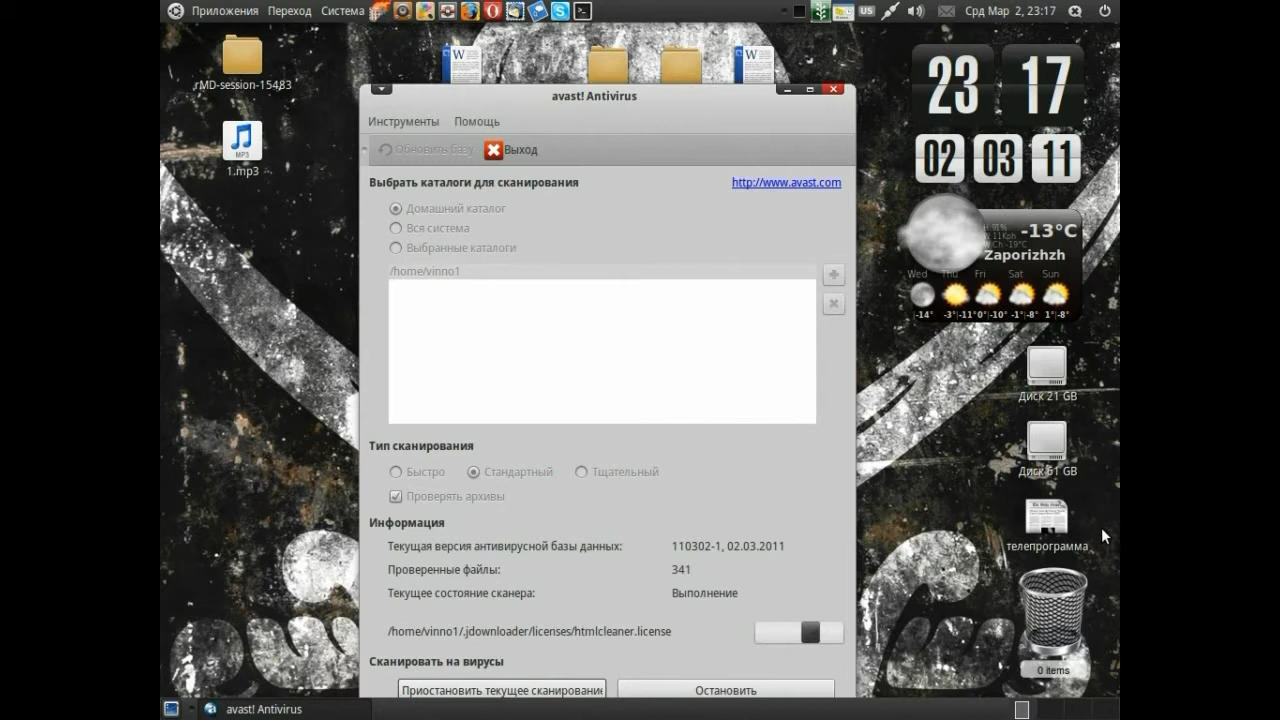 Приложения Переход Система
US
Срд Мар 2, 23:17
rMD-session-15483
MP3
1.mp3
W
W
avast! Antivirus
Инструменты Помощь
Обновить базу Выход
Выбрать каталоги для сканирования
http://www.avast.com
Домашний каталог
Вся система
Выбранные каталоги
/home/vinno1
Тип сканирования
Быстро Стандартный Тщательный
Проверять архивы
Информация
Текущая версия антивирусной базы данных: 110302-1, 02.03.2011
Проверенные файлы: 341
Текущее состояние сканера: Выполнение
/home/vinno1/.jdownloader/licenses/htmlcleaner.license
Сканировать на вирусы
Приостановить текущее сканирование
Остановить
23 17
02 03 11
-13°C
Zaporizhzh
Wed Thu Fri Sat Sun
-14° -3°|-11° 0°|-10° -1°|-8° 1°|-8°
Диск 21 GB
Диск 61 GB
телепрограмма
0 items
avast! Antivirus